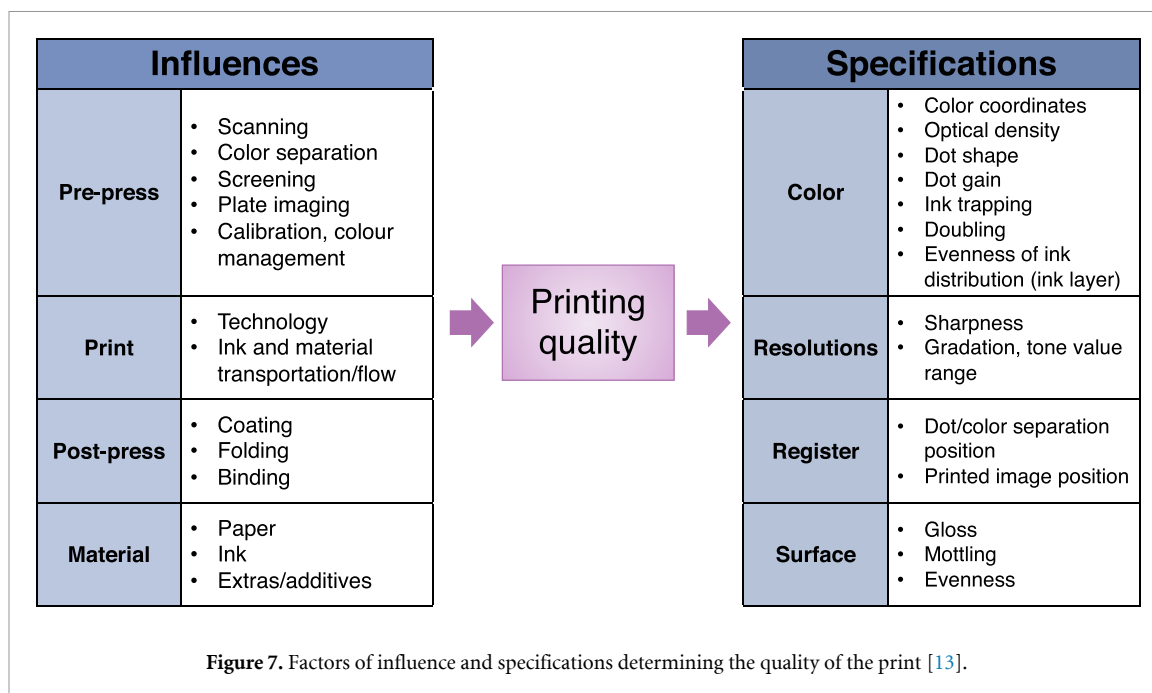 Influences
Pre-press
• Scanning
• Color separation
• Screening
• Plate imaging
• Calibration, colour
management
Print
• Technology
• Ink and material
transportation/flow
Post-press
• Coating
• Folding
• Binding
Material
• Paper
• Ink
• Extras/additives
Printing
quality
Specifications
Color
• Color coordinates
• Optical density
• Dot shape
• Dot gain
• Ink trapping
• Doubling
• Evenness of ink
distribution (ink layer)
Resolutions
• Sharpness
• Gradation, tone value
range
Register
• Dot/color separation
position
• Printed image position
Surface
• Gloss
• Mottling
• Evenness
Figure 7. Factors of influence and specifications determining the quality of the print [13].